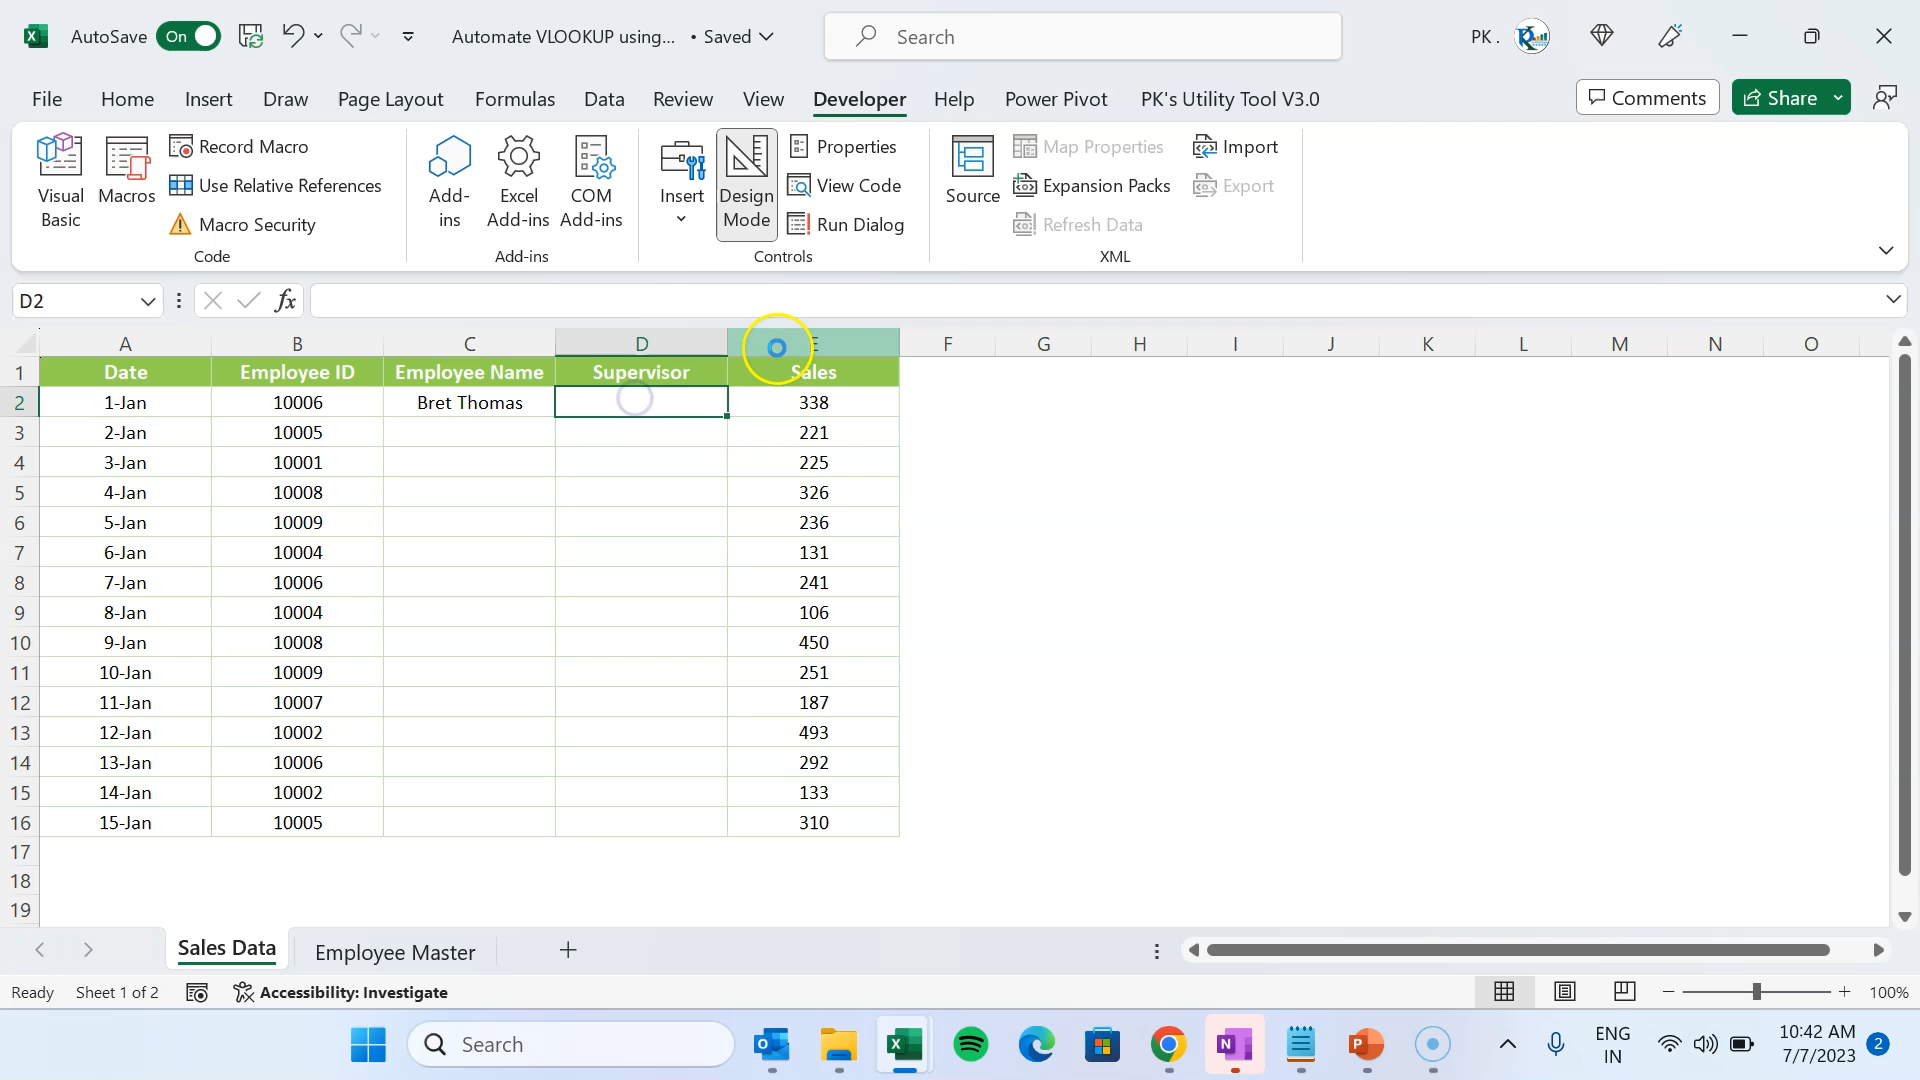 AutoSave On Automate VLOOKUP using... • Saved Search PK .
File Home Insert Draw Page Layout Formulas Data Review View Developer Help Power Pivot PK's Utility Tool V3.0 Comments Share
Visual Basic Macros Record Macro Use Relative References Macro Security Code
Add-ins Excel Add-ins COM Add-ins Add-ins
Insert Design Mode Properties View Code Run Dialog Controls
Source Map Properties Expansion Packs Refresh Data Import Export XML
D2 fx
A B C D E F G H I J K L M N O
1 Date Employee ID Employee Name Supervisor Sales
2 1-Jan 10006 Bret Thomas 338
3 2-Jan 10005 221
4 3-Jan 10001 225
5 4-Jan 10008 326
6 5-Jan 10009 236
7 6-Jan 10004 131
8 7-Jan 10006 241
9 8-Jan 10004 106
10 9-Jan 10008 450
11 10-Jan 10009 251
12 11-Jan 10007 187
13 12-Jan 10002 493
14 13-Jan 10006 292
15 14-Jan 10002 133
16 15-Jan 10005 310
17
18
19
Sales Data Employee Master
Ready Sheet 1 of 2 Accessibility: Investigate 100%
Search ENG IN 10:42 AM 7/7/2023 2